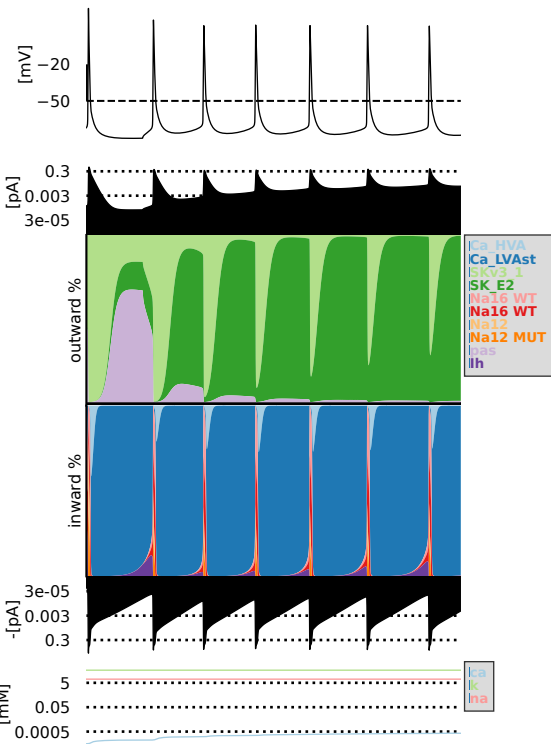 [mV]
−20
−50
[pA]
0.3
0.003
3e-05
outward %
Ca_HVA
Ca_LVAst
SKv3_1
SK_E2
Na16 WT
Na16 WT
Na12
Na12 MUT
pas
Ih
inward %
-[pA]
3e-05
0.003
0.3
[mM]
5
0.05
0.0005
ca
k
na